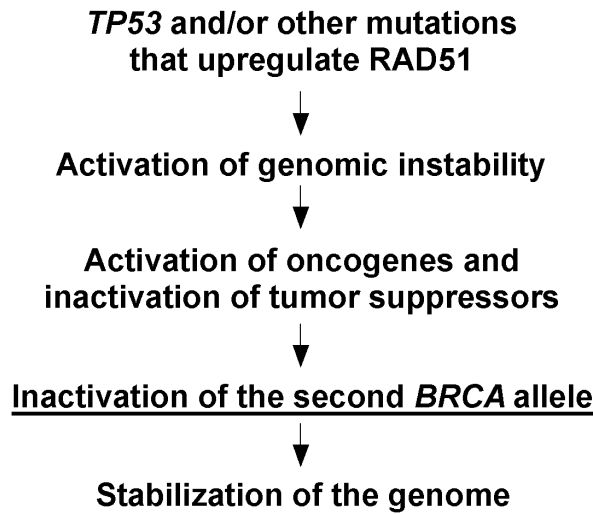 TP53 and/or other mutations
that upregulate RAD51
Activation of genomic instability
Activation of oncogenes and
inactivation of tumor suppressors
Inactivation of the second BRCA allele
Stabilization of the genome